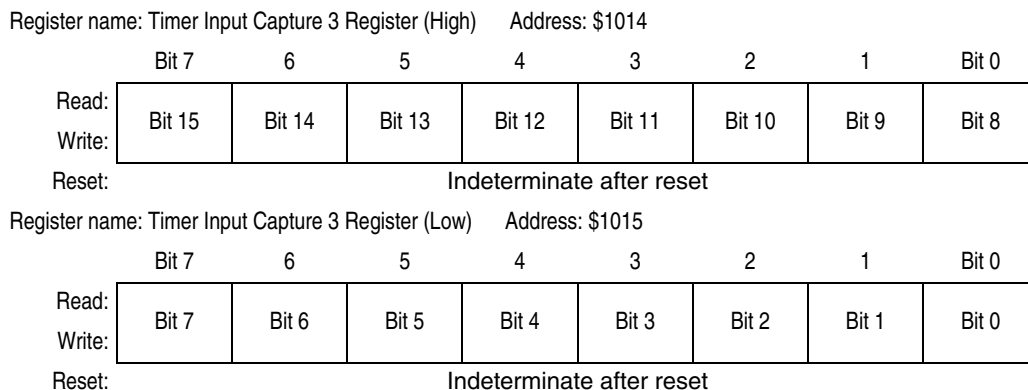 Register name: Timer Input Capture 3 Register (High) Address: $1014
Bit 7 6 5 4 3 2 1 Bit 0
Read:
Bit 15 Bit 14 Bit 13 Bit 12 Bit 11 Bit 10 Bit 9 Bit 8
Write:
Reset: Indeterminate after reset
Register name: Timer Input Capture 3 Register (Low) Address: $1015
Bit 7 6 5 4 3 2 1 Bit 0
Read:
Bit 7 Bit 6 Bit 5 Bit 4 Bit 3 Bit 2 Bit 1 Bit 0
Write:
Reset: Indeterminate after reset